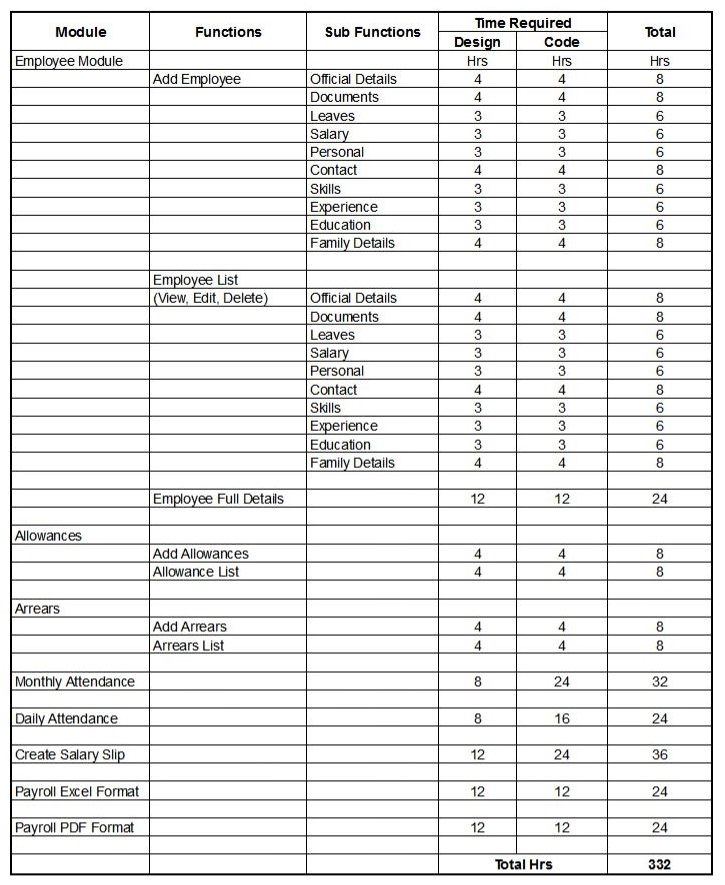 Module Functions Sub Functions Time Required Total
Design Code
Employee Module Hrs Hrs Hrs
Add Employee Official Details 4 4 8
Documents 4 4 8
Leaves 3 3 6
Salary 3 3 6
Personal 3 3 6
Contact 4 4 8
Skills 3 3 6
Experience 3 3 6
Education 3 3 6
Family Details 4 4 8
Employee List
(View, Edit, Delete) Official Details 4 4 8
Documents 4 4 8
Leaves 3 3 6
Salary 3 3 6
Personal 3 3 6
Contact 4 4 8
Skills 3 3 6
Experience 3 3 6
Education 3 3 6
Family Details 4 4 8
Employee Full Details 12 12 24
Allowances
Add Allowances 4 4 8
Allowance List 4 4 8
Arrears
Add Arrears 4 4 8
Arrears List 4 4 8
Monthly Attendance 8 24 32
Daily Attendance 8 16 24
Create Salary Slip 12 24 36
Payroll Excel Format 12 12 24
Payroll PDF Format 12 12 24
Total Hrs 332